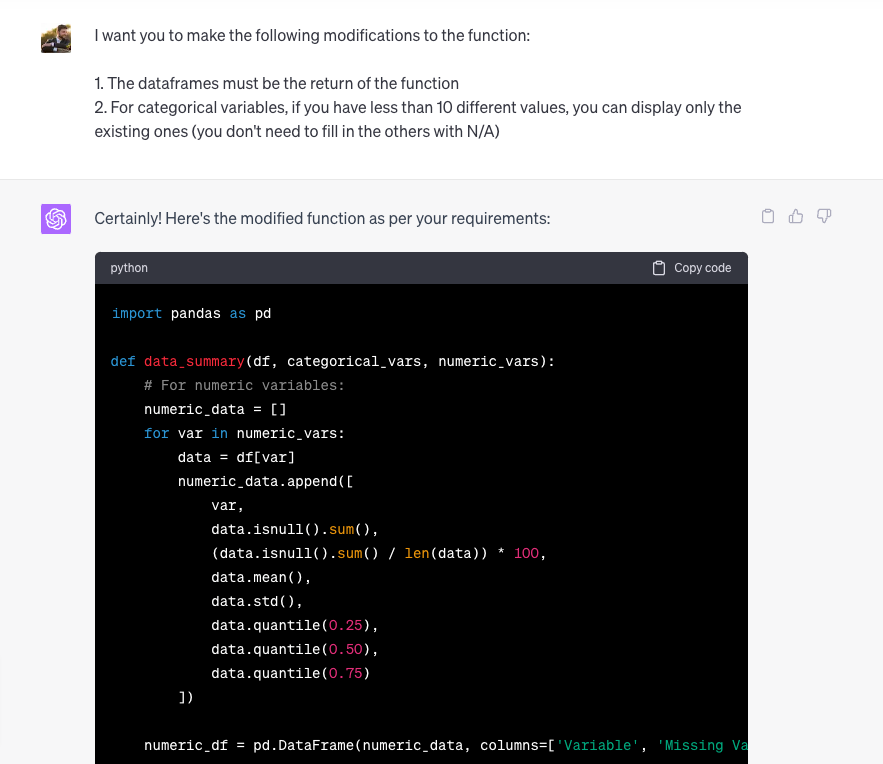 I want you to make the following modifications to the function:
1. The dataframes must be the return of the function
2. For categorical variables, if you have less than 10 different values, you can display only the
existing ones (you don't need to fill in the others with N/A)
Certainly! Here's the modified function as per your requirements:
python
Copy code
import pandas as pd
def data_summary(df, categorical_vars, numeric_vars):
    # For numeric variables:
    numeric_data = []
    for var in numeric_vars:
        data = df[var]
        numeric_data.append([
            var,
            data.isnull().sum(),
            (data.isnull().sum() / len(data)) * 100,
            data.mean(),
            data.std(),
            data.quantile(0.25),
            data.quantile(0.50),
            data.quantile(0.75)
        ])
    numeric_df = pd.DataFrame(numeric_data, columns=['Variable', 'Missing Va